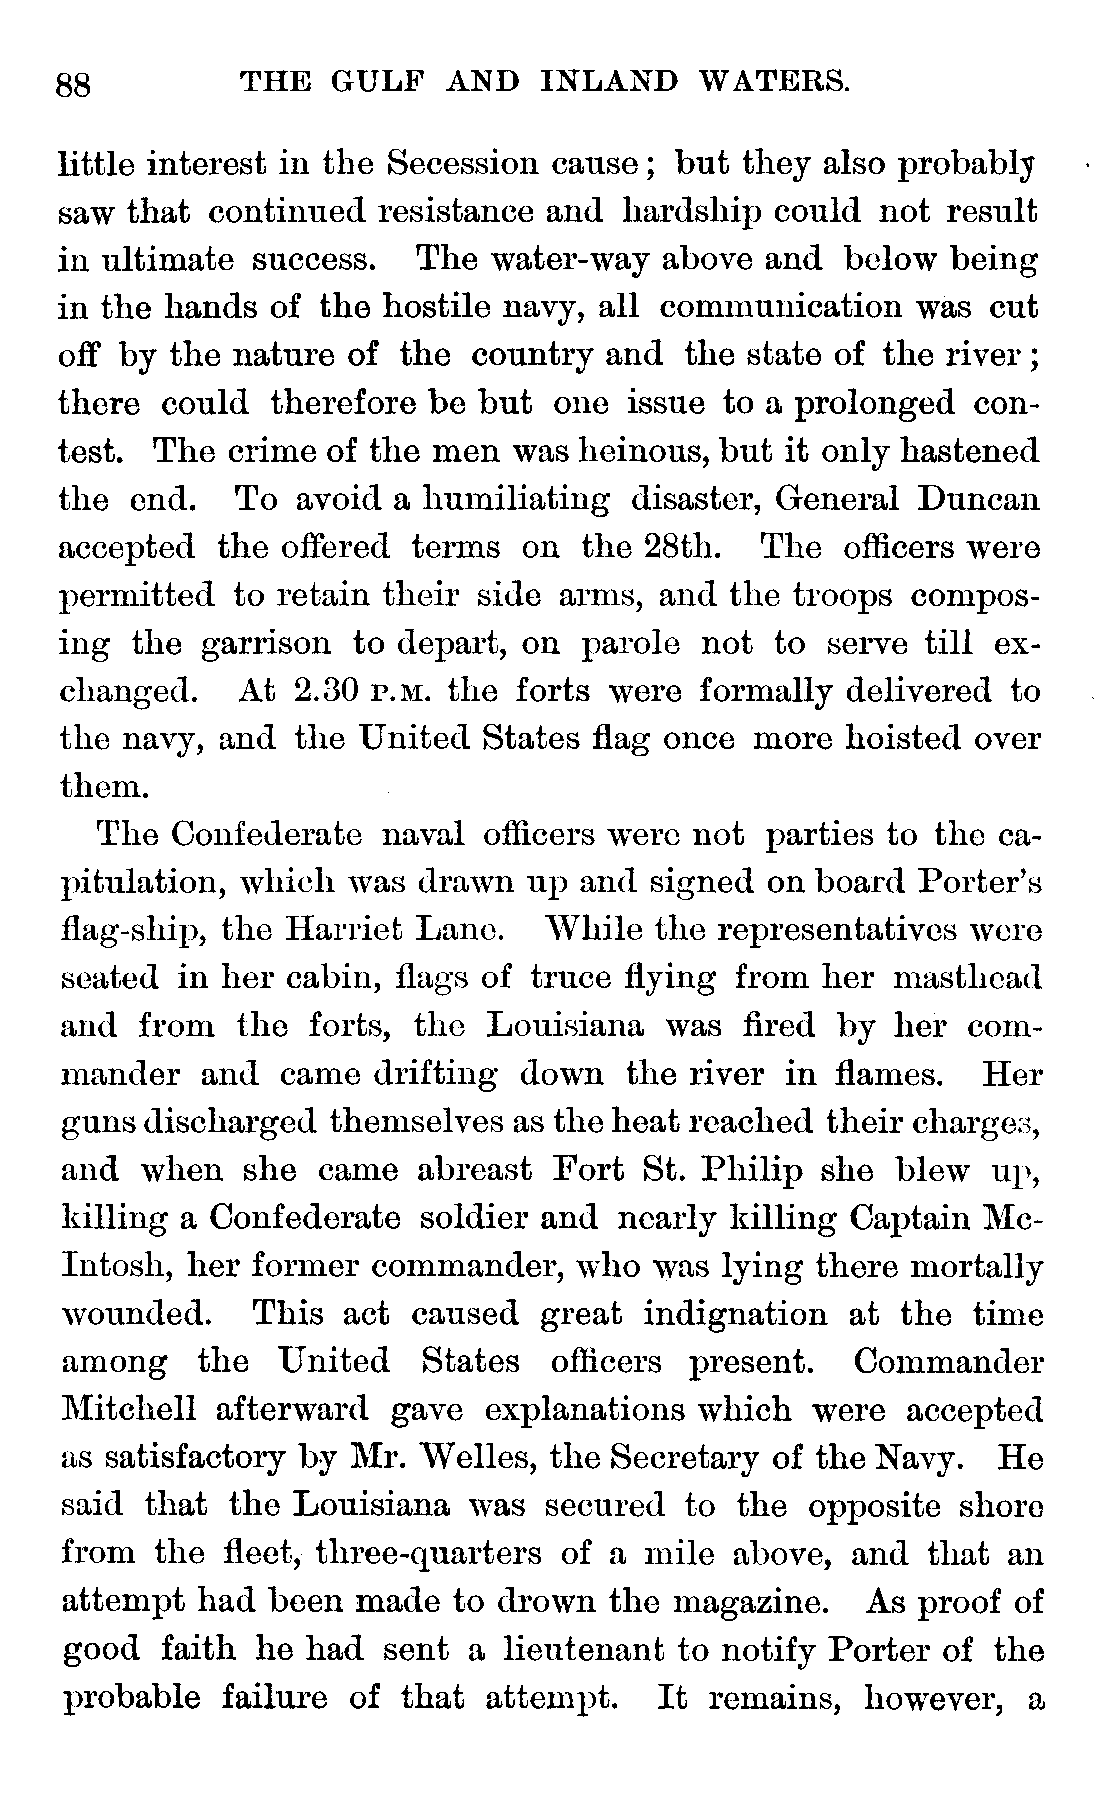 88 THE GULF AND INLAND WATERS.
little interest in the Secession cause; but they also probably
saw that continued resistance and hardship could not result
in ultimate success. The water-way above and below being
in the hands of the hostile navy, all communication was cut
off by the nature of the country and the state of the river;
there could therefore be but one issue to a prolonged con-
test. The crime of the men was heinous, but it only hastened
the end. To avoid a humiliating disaster, General Duncan
accepted the offered terms on the 28th. The officers were
permitted to retain their side arms, and the troops compos-
ing the garrison to depart, on parole not to serve till ex-
changed. At 2.30 P.M. the forts were formally delivered to
the navy, and the United States flag once more hoisted over
them.
The Confederate naval officers were not parties to the ca-
pitulation, which was drawn up and signed on board Porter's
flag-ship, the Harriet Lane. While the representatives were
seated in her cabin, flags of truce flying from her masthead
and from the forts, the Louisiana was fired by her com-
mander and came drifting down the river in flames. Her
guns discharged themselves as the heat reached their charges,
and when she came abreast Fort St. Philip she blew up,
killing a Confederate soldier and nearly killing Captain Mc-
Intosh, her former commander, who was lying there mortally
wounded. This act caused great indignation at the time
among the United States officers present. Commander
Mitchell afterward gave explanations which were accepted
as satisfactory by Mr. Welles, the Secretary of the Navy. He
said that the Louisiana was secured to the opposite shore
from the fleet, three-quarters of a mile above, and that an
attempt had been made to drown the magazine. As proof of
good faith he had sent a lieutenant to notify Porter of the
probable failure of that attempt. It remains, however, a